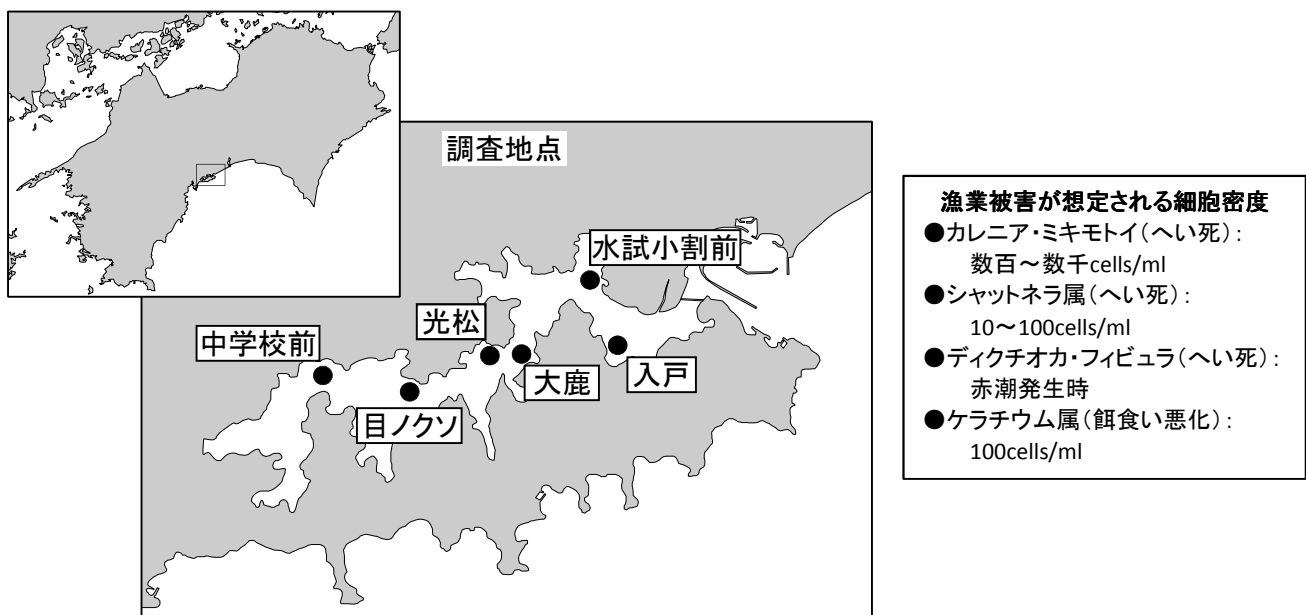 調査地点
水試小割前
光松
中学校前
大鹿
入戸
目ノクソ
漁業被害が想定される細胞密度
●カレニア・ミキモトイ(へい死):
数百～数千cells/ml
●シャットネラ属(へい死):
10～100cells/ml
●ディクチオカ・フィビュラ(へい死):
赤潮発生時
●ケラチウム属(餌食い悪化):
100cells/ml